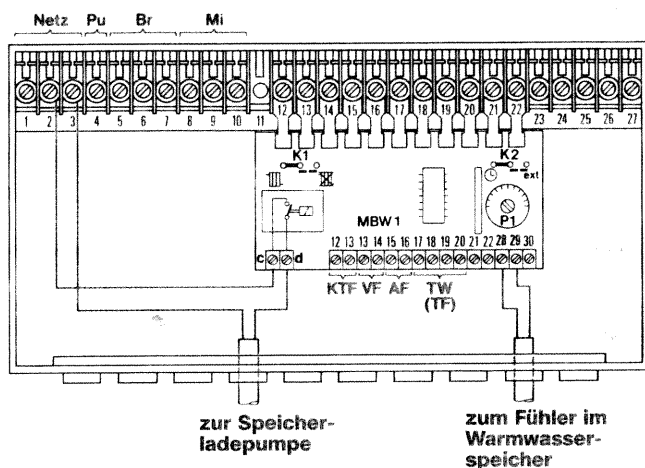 Netz Pu Br Mi
1 2 3 4 5 6 7 8 9 10 11 12 13 14 15 16 17 18 19 20 21 22 23 24 25 26 27
K1 K2
ext
P1
MBW 1
c d 12 13 13 14 15 16 17 18 19 20 21 22 28 29 30
KTF VF AF TW
(TF)
zur Speicher-
ladepumpe
zum Fühler im
Warmwasser-
speicher